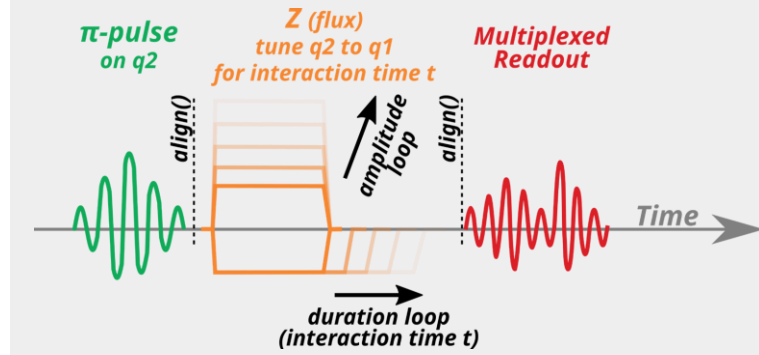 π-pulse
on q2
Z (flux)
tune q2 to q1
for interaction time t
Multiplexed
Readout
align()
amplitude
loop
align()
Time
duration loop
(interaction time t)